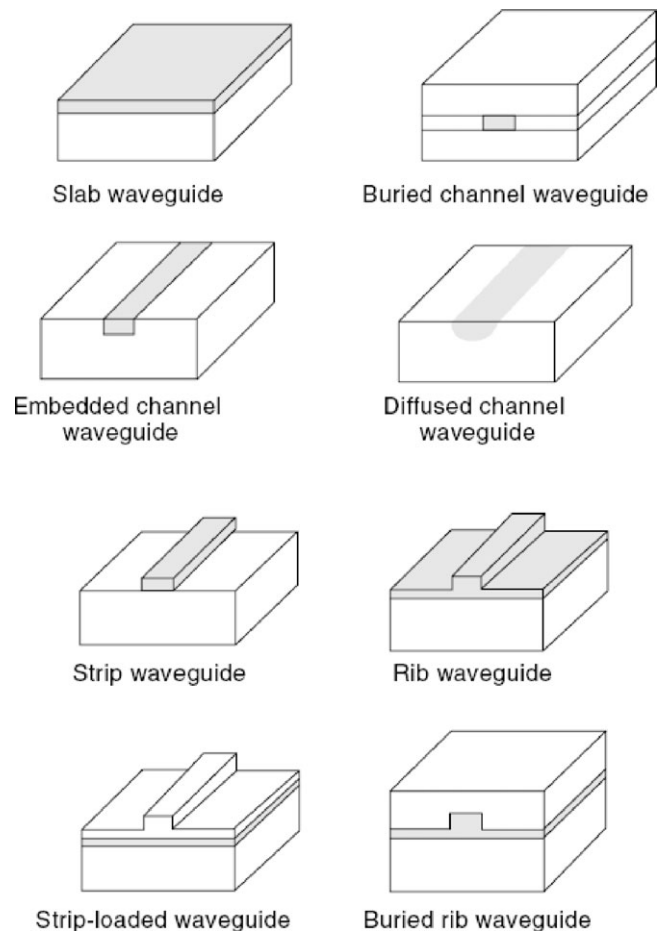 Slab waveguide
Buried channel waveguide
Embedded channel
waveguide
Diffused channel
waveguide
Strip waveguide
Rib waveguide
Strip-loaded waveguide
Buried rib waveguide